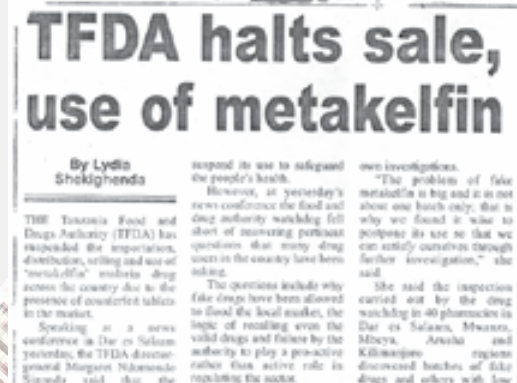 TFDA halts sale,
use of metakelfin
By Lydia
Shekighenda
THE Tanzania Food and
Drugs Authority (TFDA) has
suspended the importation,
distribution, selling and use of
"metakelfin" malaria drug
across the country due to the
presence of counterfeit tablets
in the market.
Speaking at a news
conference in Dar es Salaam
yesterday, the TFDA director
general Margaret Ndomondo
said that the
suspend its use to safeguard
the people's health.
However, at yesterday's
news conference the food and
drug authority watchdog fell
short of answering pertinent
questions that many drug
users in the country have been
asking.
The questions include why
fake drugs have been allowed
to flood the local market, the
logic of recalling even the
valid drugs and failure by the
authority to play a pro-active
rather than active role in
regulating the sector.
own investigations.
"The problem of fake
metakelfin is big and it is not
about one batch only, that is
why we found it wise to
postpone its use so that we
can satisfy ourselves through
further investigation," she
said.
She said the inspection
carried out by the drug
watchdog in 40 pharmacies in
Dar es Salaam, Mwanza,
Mbeya, Arusha and
Kilimanjaro regions
discovered batches of fake
drugs and others with low